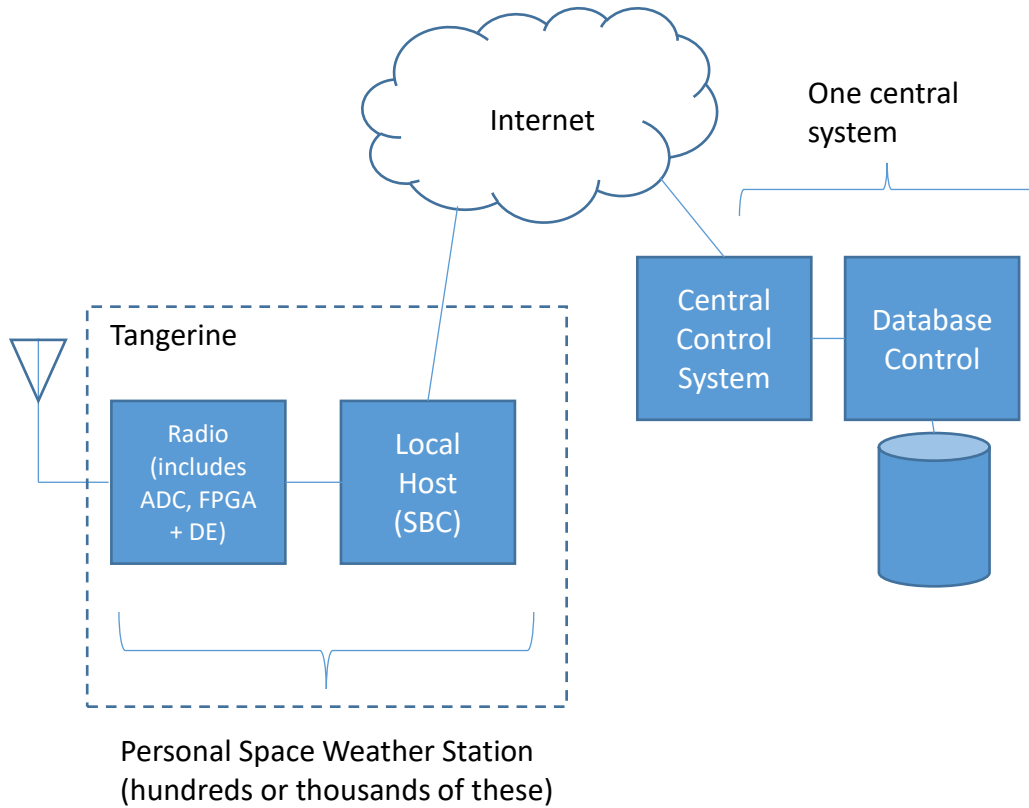 Internet
One central
system
Central
Control
System
Database
Control
Tangerine
Radio
(includes
ADC, FPGA
+ DE)
Local
Host
(SBC)
Personal Space Weather Station
(hundreds or thousands of these)